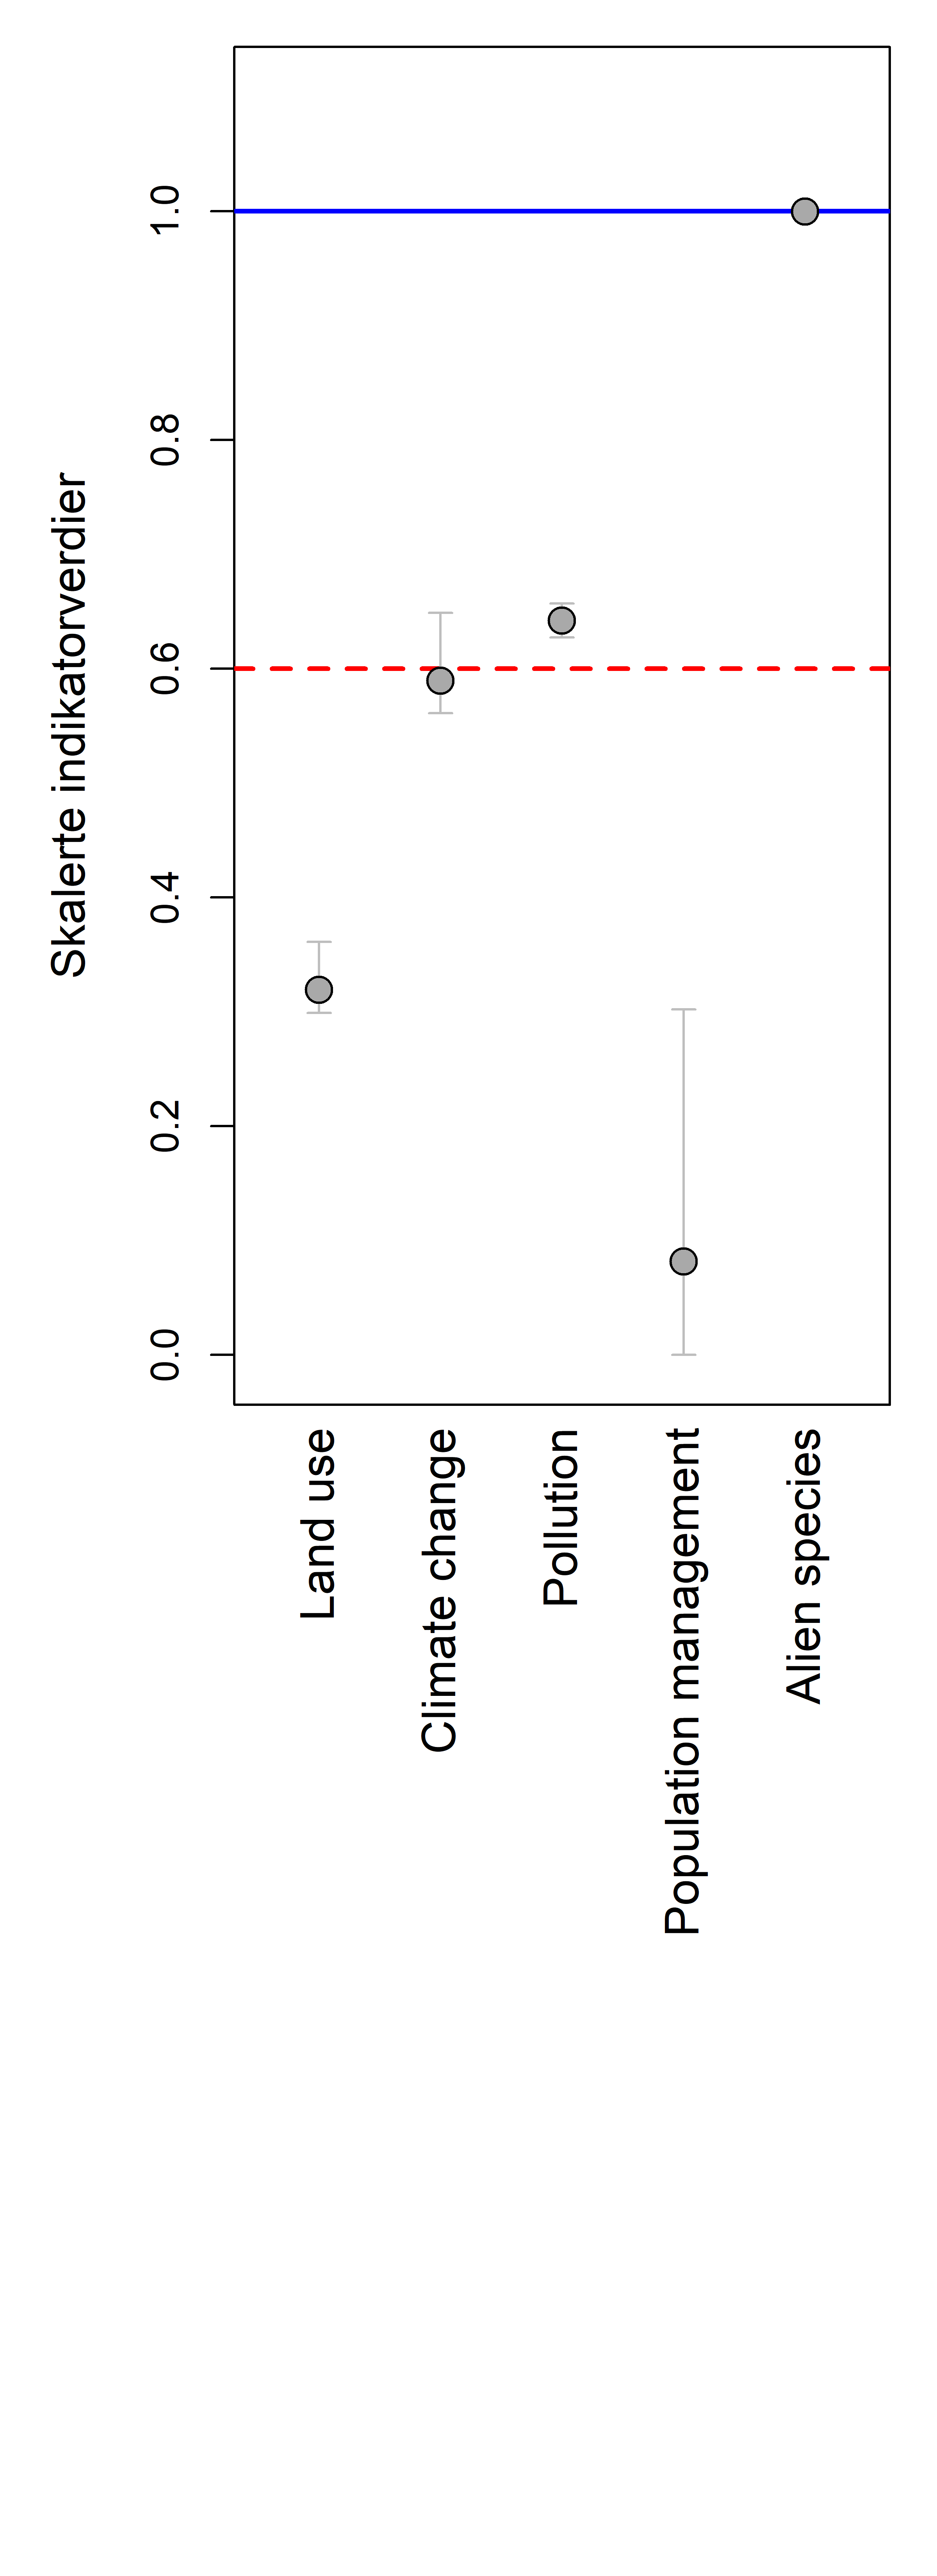 Skalerte indikatorverdier
1.0
0.8
0.6
0.4
0.2
0.0
Land use
Climate change
Pollution
Population management
Alien species